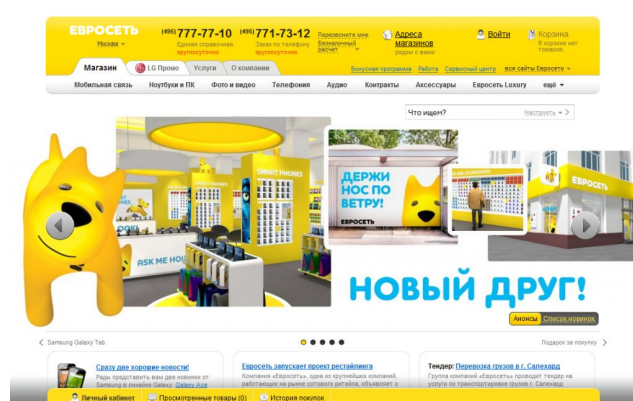 ЕВРОСЕТЬ
Москва
(495) 777-77-10
Единая справочная
круглосуточно
(495) 771-73-12
Заказ по телефону
круглосуточно
Перезвоните мне
Безналичный
расчет
Адреса
магазинов
рядом с вами
Войти
Корзина
В корзине нет
товаров.
Магазин
LG Промо
Услуги
О компании
Бонусная программа
Работа
Сервисный центр
все сайты Евросети
Мобильная связь
Ноутбуки и ПК
Фото и видео
Телефония
Аудио
Контракты
Аксессуары
Евросеть Luxury
ещё
Что ищем?
Настроить
SMART PHONES
ASK ME HOW
ДЕРЖИ
НОС ПО
ВЕТРУ!
ЕВРОСЕТЬ
ЕВРОСЕТЬ
НОВЫЙ ДРУГ!
Анонсы
Список новинок
Samsung Galaxy Tab
Подарок за покупку
Сразу две хорошие новости!
Рады представить вам две новинки от
Samsung в линейке Galaxy. Galaxy Ace
Евросеть запускает проект рестайлинга
Компания «Евросеть», одна из крупнейших компаний,
работающих на рынке сотового ритейла, объявляет о
Тендер: Перевозка грузов в г. Салехард
Группа компаний «Евросеть» проводит тендер на
услуги по транспортировке грузов в г. Салехард.
Личный кабинет
Просмотренные товары (0)
История покупок